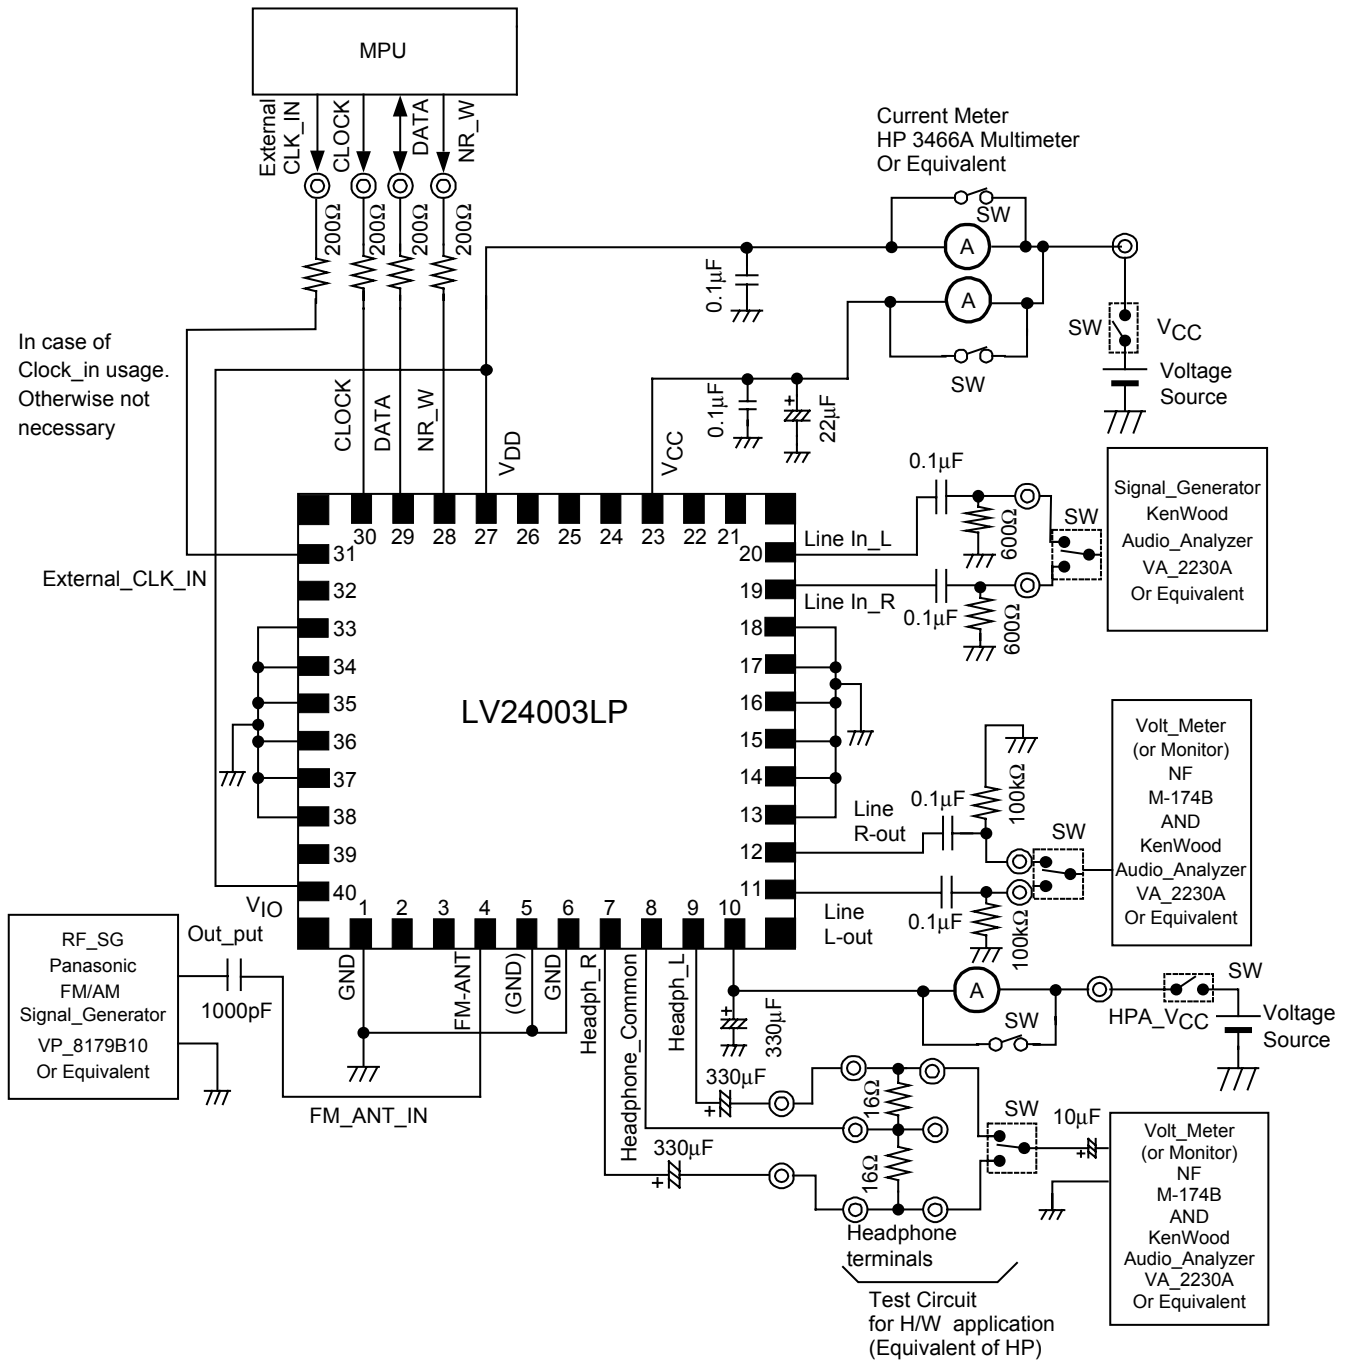 MPU
External
CLK_IN
CLOCK
DATA
NR_W
200Ω
200Ω
200Ω
200Ω
Current Meter
HP 3466A Multimeter
Or Equivalent
SW
A
0.1µF
A
SW
SW
VCC
Voltage
Source
In case of
Clock_in usage.
Otherwise not
necessary
CLOCK
DATA
NR_W
VDD
VCC
0.1µF
+
22µF
30
29
28
27
26
25
24
23
22
21
0.1µF
Line In_L
600Ω
SW
Line In_R
0.1µF
600Ω
Signal_Generator
KenWood
Audio_Analyzer
VA_2230A
Or Equivalent
External_CLK_IN
31
32
33
34
35
36
37
38
39
40
VIO
LV24003LP
20
19
18
17
16
15
14
13
12
11
Line
R-out
0.1µF
100kΩ
SW
Line
L-out
0.1µF
100kΩ
Volt_Meter
(or Monitor)
NF
M-174B
AND
KenWood
Audio_Analyzer
VA_2230A
Or Equivalent
1
2
3
4
5
6
7
8
9
10
RF_SG
Panasonic
FM/AM
Signal_Generator
VP_8179B10
Or Equivalent
Out_put
1000pF
FM_ANT_IN
GND
FM-ANT
(GND)
GND
Headph_R
Headphone_Common
Headph_L
+
330µF
A
SW
HPA_VCC
SW
Voltage
Source
330µF
+
330µF
+
16Ω
16Ω
SW
10µF
+
Headphone
terminals
Test Circuit
for H/W application
(Equivalent of HP)
Volt_Meter
(or Monitor)
NF
M-174B
AND
KenWood
Audio_Analyzer
VA_2230A
Or Equivalent